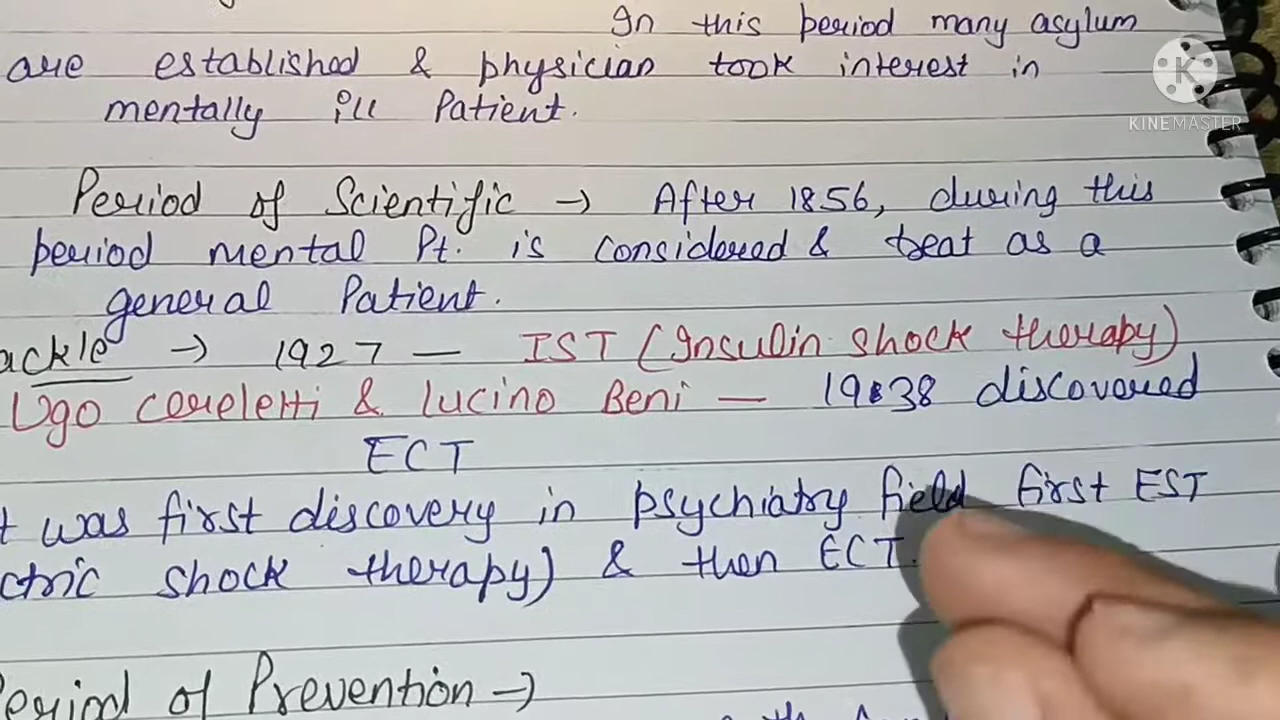 In this period many asylum
are established & physician took interest in
mentally ill Patient.
KINEMASTER
Period of Scientific → After 1856, during this
period mental Pt. is considered & treat as a
general Patient.
ackle → 1927 — IST (Insulin shock therapy)
Ugo cereletti & Lucino Beni — 1938 discovered
ECT
t was first discovery in psychiatry field first EST
ctric shock therapy) & then ECT.
Period of Prevention →